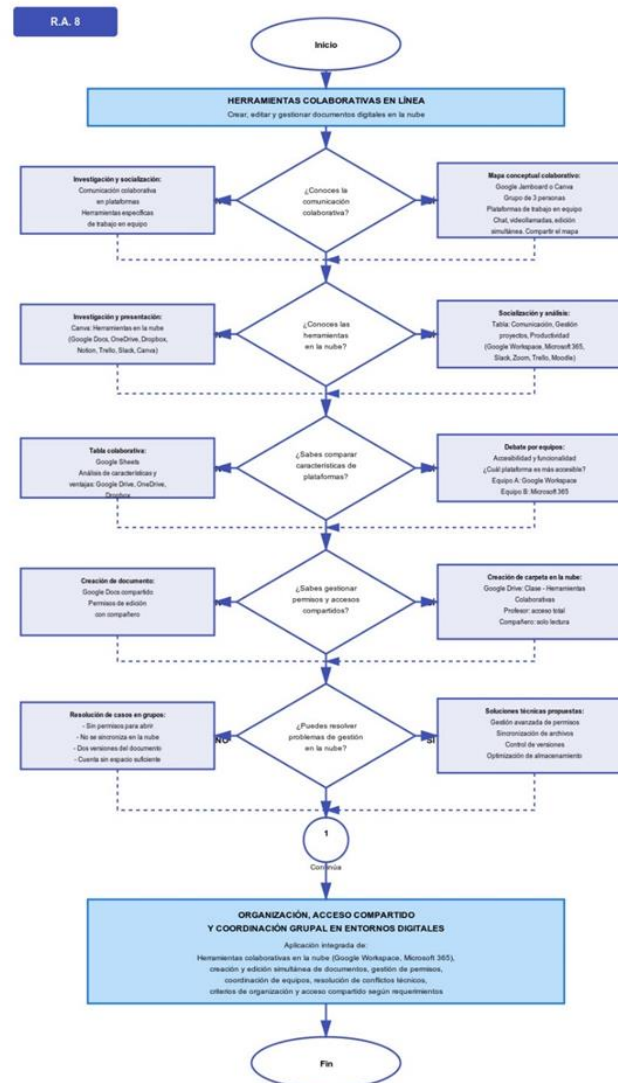 R.A. 8
Inicio
HERRAMIENTAS COLABORATIVAS EN LÍNEA
Crear, editar y gestionar documentos digitales en la nube
Investigación y socialización:
Comunicación colaborativa
en plataformas
Herramientas específicas
de trabajo en equipo
¿Conoces la
comunicación
colaborativa?
Mapa conceptual colaborativo:
Google Jamboard o Canva
Grupo de 3 personas
Plataformas de trabajo en equipo
Chat, videollamadas, edición
simultánea. Compartir el mapa
Investigación y presentación:
Canva: Herramientas en la nube
(Google Docs, OneDrive, Dropbox,
Notion, Trello, Slack, Canva)
¿Conoces las
herramientas
en la nube?
Socialización y análisis:
Tabla: Comunicación, Gestión
proyectos, Productividad
(Google Workspace, Microsoft 365,
Slack, Zoom, Trello, Moodle)
Tabla colaborativa:
Google Sheets
Análisis de características y
ventajas: Google Drive, OneDrive,
Dropbox
¿Sabes comparar
características de
plataformas?
Debate por equipos:
Accesibilidad y funcionalidad
¿Cuál plataforma es más accesible?
Equipo A: Google Workspace
Equipo B: Microsoft 365
Creación de documento:
Google Docs compartido
Permisos de edición
con compañero
¿Sabes gestionar
permisos y accesos
compartidos?
Creación de carpeta en la nube:
Google Drive: Clase - Herramientas
Colaborativas
Profesor: acceso total
Compañero: solo lectura
Resolución de casos en grupos:
- Sin permisos para abrir
- No se sincroniza en la nube
- Dos versiones del documento
- Cuenta sin espacio suficiente
NO
¿Puedes resolver
problemas de gestión
en la nube?
SÍ
Soluciones técnicas propuestas:
Gestión avanzada de permisos
Sincronización de archivos
Control de versiones
Optimización de almacenamiento
1
Continúa
ORGANIZACIÓN, ACCESO COMPARTIDO
Y COORDINACIÓN GRUPAL EN ENTORNOS DIGITALES
Aplicación integrada de:
Herramientas colaborativas en la nube (Google Workspace, Microsoft 365),
creación y edición simultánea de documentos, gestión de permisos,
coordinación de equipos, resolución de conflictos técnicos,
criterios de organización y acceso compartido según requerimientos
Fin